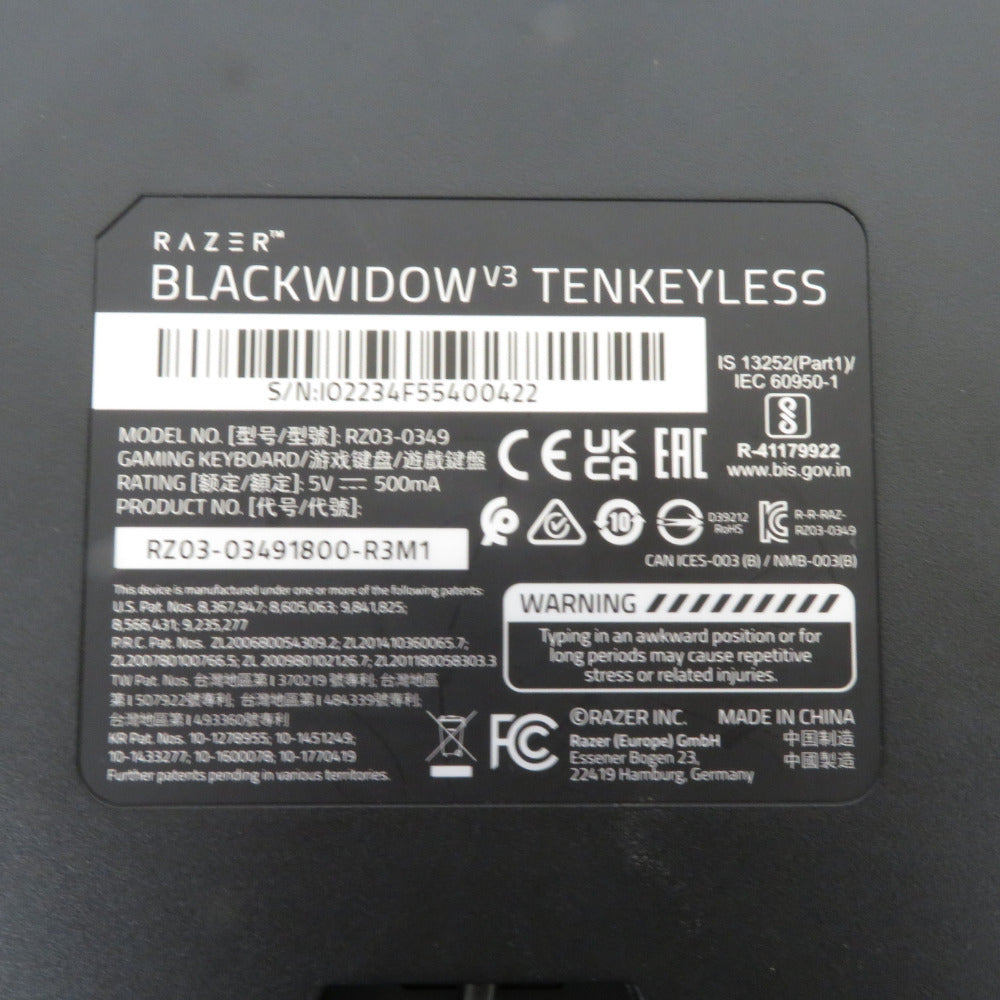 RAZER™
BLACKWIDOW V3 TENKEYLESS
S/N:IO2234F55400422
IS 13252(Part1)/
IEC 60950-1
R-41179922
www.bis.gov.in
MODEL NO. [型号/型號]: RZ03-0349
GAMING KEYBOARD/游戏键盘/遊戲鍵盤
RATING [额定/額定]: 5V 500mA
PRODUCT NO. [代号/代號]:
RZ03-03491800-R3M1
CE UK CA EAC
10
D39212
RoHS
R-R-RAZ-
RZ03-0349
CAN ICES-003 (B) / NMB-003(B)
This device is manufactured under one or more of the following patents:
U.S. Pat. Nos. 8,367,947; 8,605,063; 9,841,825;
8,566,431; 9,235,277
P.R.C. Pat. Nos. ZL200680054309.2; ZL201410360065.7;
ZL200780100766.5; ZL 200980102126.7; ZL201180058303.3
TW Pat. Nos. 台灣地區第I 370219 號專利; 台灣地區
第I 507922號專利; 台灣地區第I 484339號專利;
台灣地區第I 493360號專利
KR Pat. Nos. 10-1278955; 10-1451249;
10-1433277; 10-1600078; 10-1770419
Further patents pending in various territories.
WARNING
Typing in an awkward position or for
long periods may cause repetitive
stress or related injuries.
FC
©RAZER INC.
Razer (Europe) GmbH
Essener Bogen 23,
22419 Hamburg, Germany
MADE IN CHINA
中国制造
中國製造